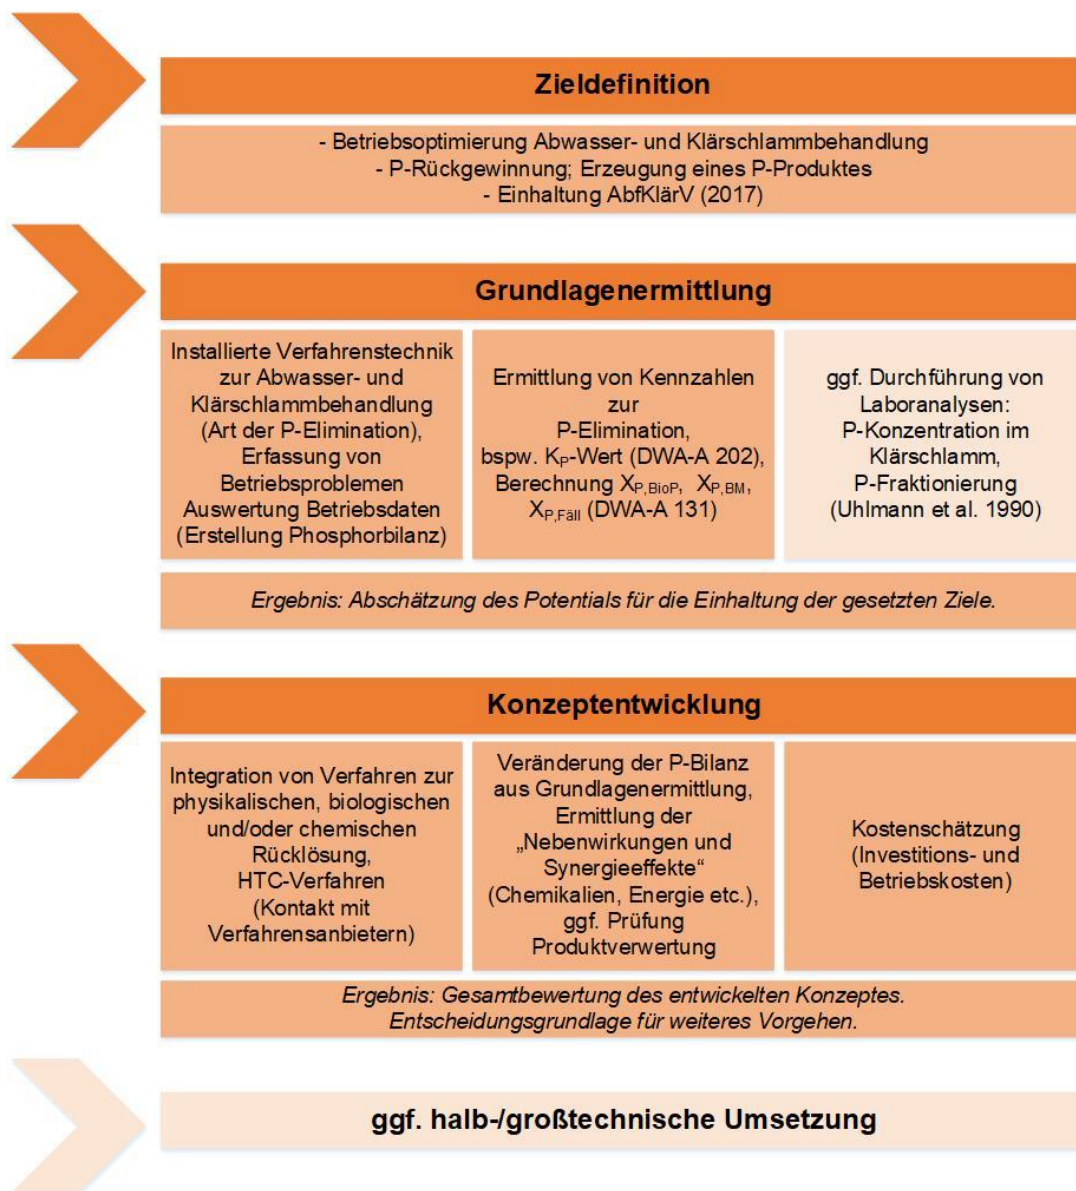 Zieldefinition
- Betriebsoptimierung Abwasser- und Klärschlammbehandlung
- P-Rückgewinnung; Erzeugung eines P-Produktes
- Einhaltung AbfKlärV (2017)
Grundlagenermittlung
Installierte Verfahrenstechnik
zur Abwasser- und
Klärschlammbehandlung
(Art der P-Elimination),
Erfassung von
Betriebsproblemen
Auswertung Betriebsdaten
(Erstellung Phosphorbilanz)
Ermittlung von Kennzahlen
zur
P-Elimination,
bspw. K_P-Wert (DWA-A 202),
Berechnung X_P,BioP, X_P,BM,
X_P,Fäll (DWA-A 131)
ggf. Durchführung von
Laboranalysen:
P-Konzentration im
Klärschlamm,
P-Fraktionierung
(Uhlmann et al. 1990)
Ergebnis: Abschätzung des Potentials für die Einhaltung der gesetzten Ziele.
Konzeptentwicklung
Integration von Verfahren zur
physikalischen, biologischen
und/oder chemischen
Rücklösung,
HTC-Verfahren
(Kontakt mit
Verfahrensanbietern)
Veränderung der P-Bilanz
aus Grundlagenermittlung,
Ermittlung der
„Nebenwirkungen und
Synergieeffekte“
(Chemikalien, Energie etc.),
ggf. Prüfung
Produktverwertung
Kostenschätzung
(Investitions- und
Betriebskosten)
Ergebnis: Gesamtbewertung des entwickelten Konzeptes.
Entscheidungsgrundlage für weiteres Vorgehen.
ggf. halb-/großtechnische Umsetzung